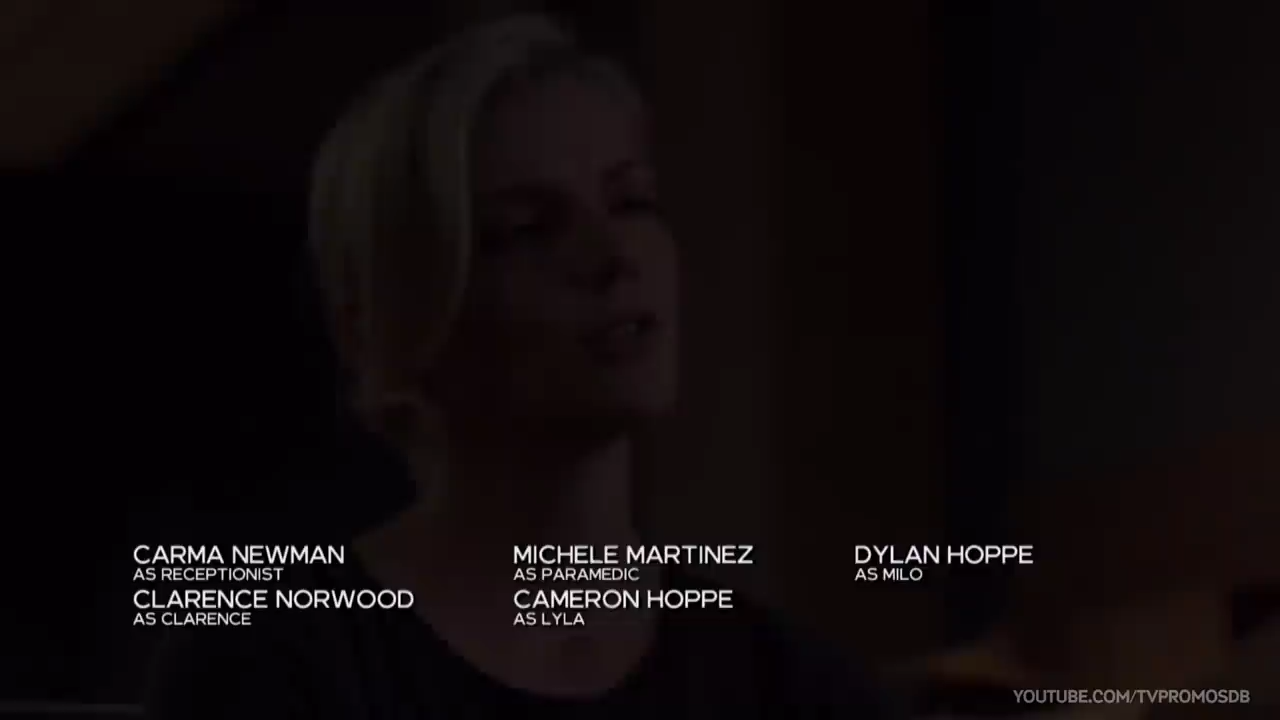 CARMA NEWMAN
AS RECEPTIONIST
CLARENCE NORWOOD
AS CLARENCE
MICHELE MARTINEZ
AS PARAMEDIC
CAMERON HOPPE
AS LYLA
DYLAN HOPPE
AS MILO
YOUTUBE.COM/TVPROMOSDB